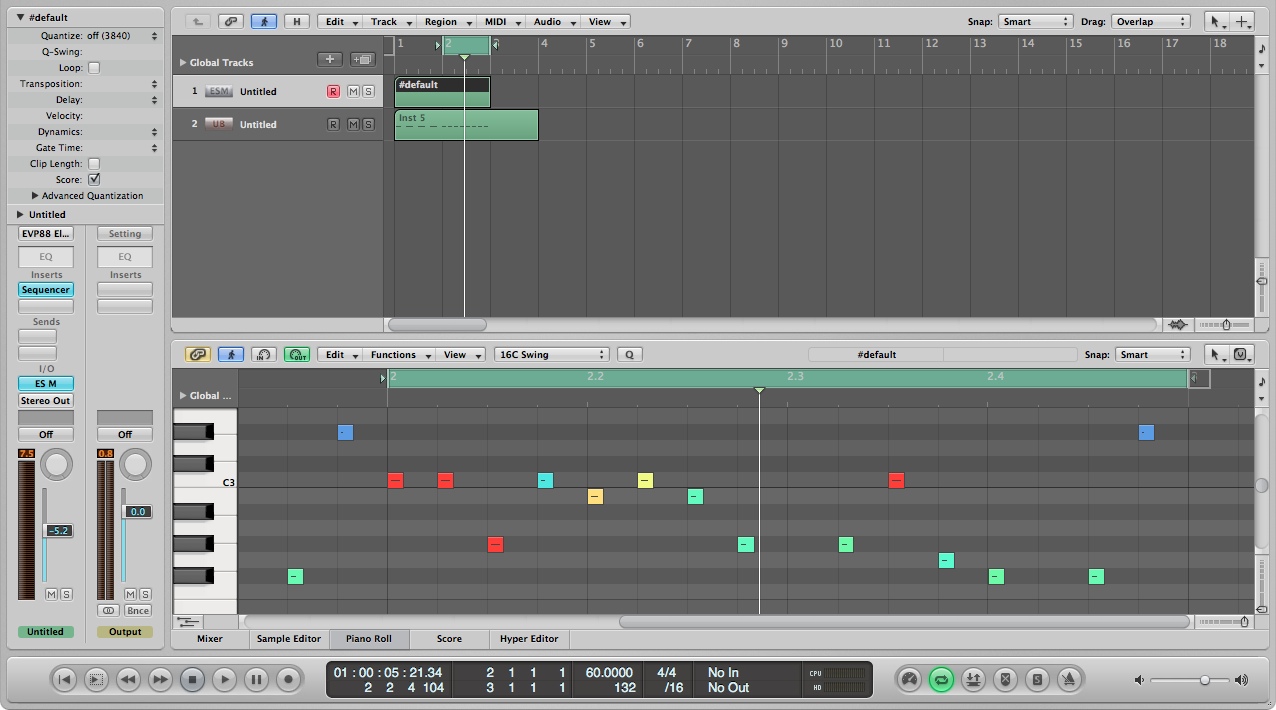 #default
Quantize: off (3840)
Q-Swing:
Loop:
Transposition:
Delay:
Velocity:
Dynamics:
Gate Time:
Clip Length:
Score:
Advanced Quantization
Untitled
EVP88 El... Setting
EQ EQ
Inserts Inserts
Sequencer
Sends
I/O
ES M
Stereo Out
Off Off
7.5 0.8
0.0
-5.2
M S M S
Bnce
Untitled Output
H Edit Track Region MIDI Audio View Snap: Smart Drag: Overlap
1 2 3 4 5 6 7 8 9 10 11 12 13 14 15 16 17 18
Global Tracks
1 ESM Untitled R M S
#default
2 UB Untitled R M S
Inst 5
IN OUT Edit Functions View 16C Swing Q #default Snap: Smart
2 2.2 2.3 2.4
Global ...
C3
Mixer Sample Editor Piano Roll Score Hyper Editor
01 : 00 : 05 : 21.34 2 1 1 1 60.0000 4/4 No In CPU
2 2 4 104 3 1 1 1 132 /16 No Out HD
S